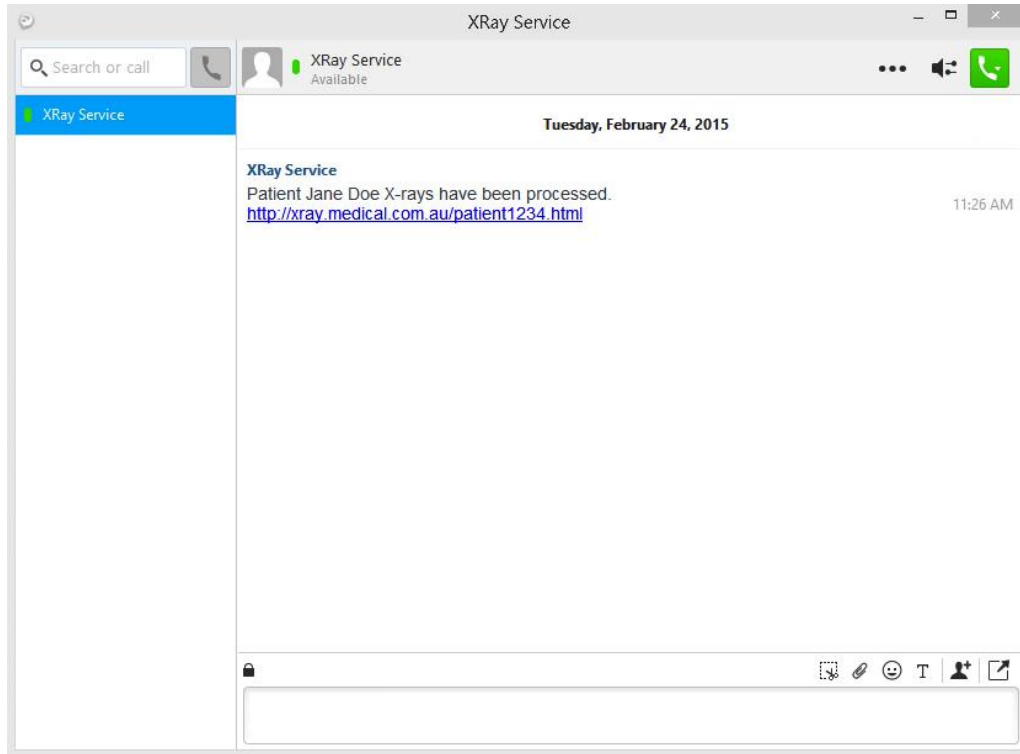 XRay Service
Search or call
XRay Service
Available
XRay Service
Tuesday, February 24, 2015
XRay Service
Patient Jane Doe X-rays have been processed.
http://xray.medical.com.au/patient1234.html
11:26 AM
T